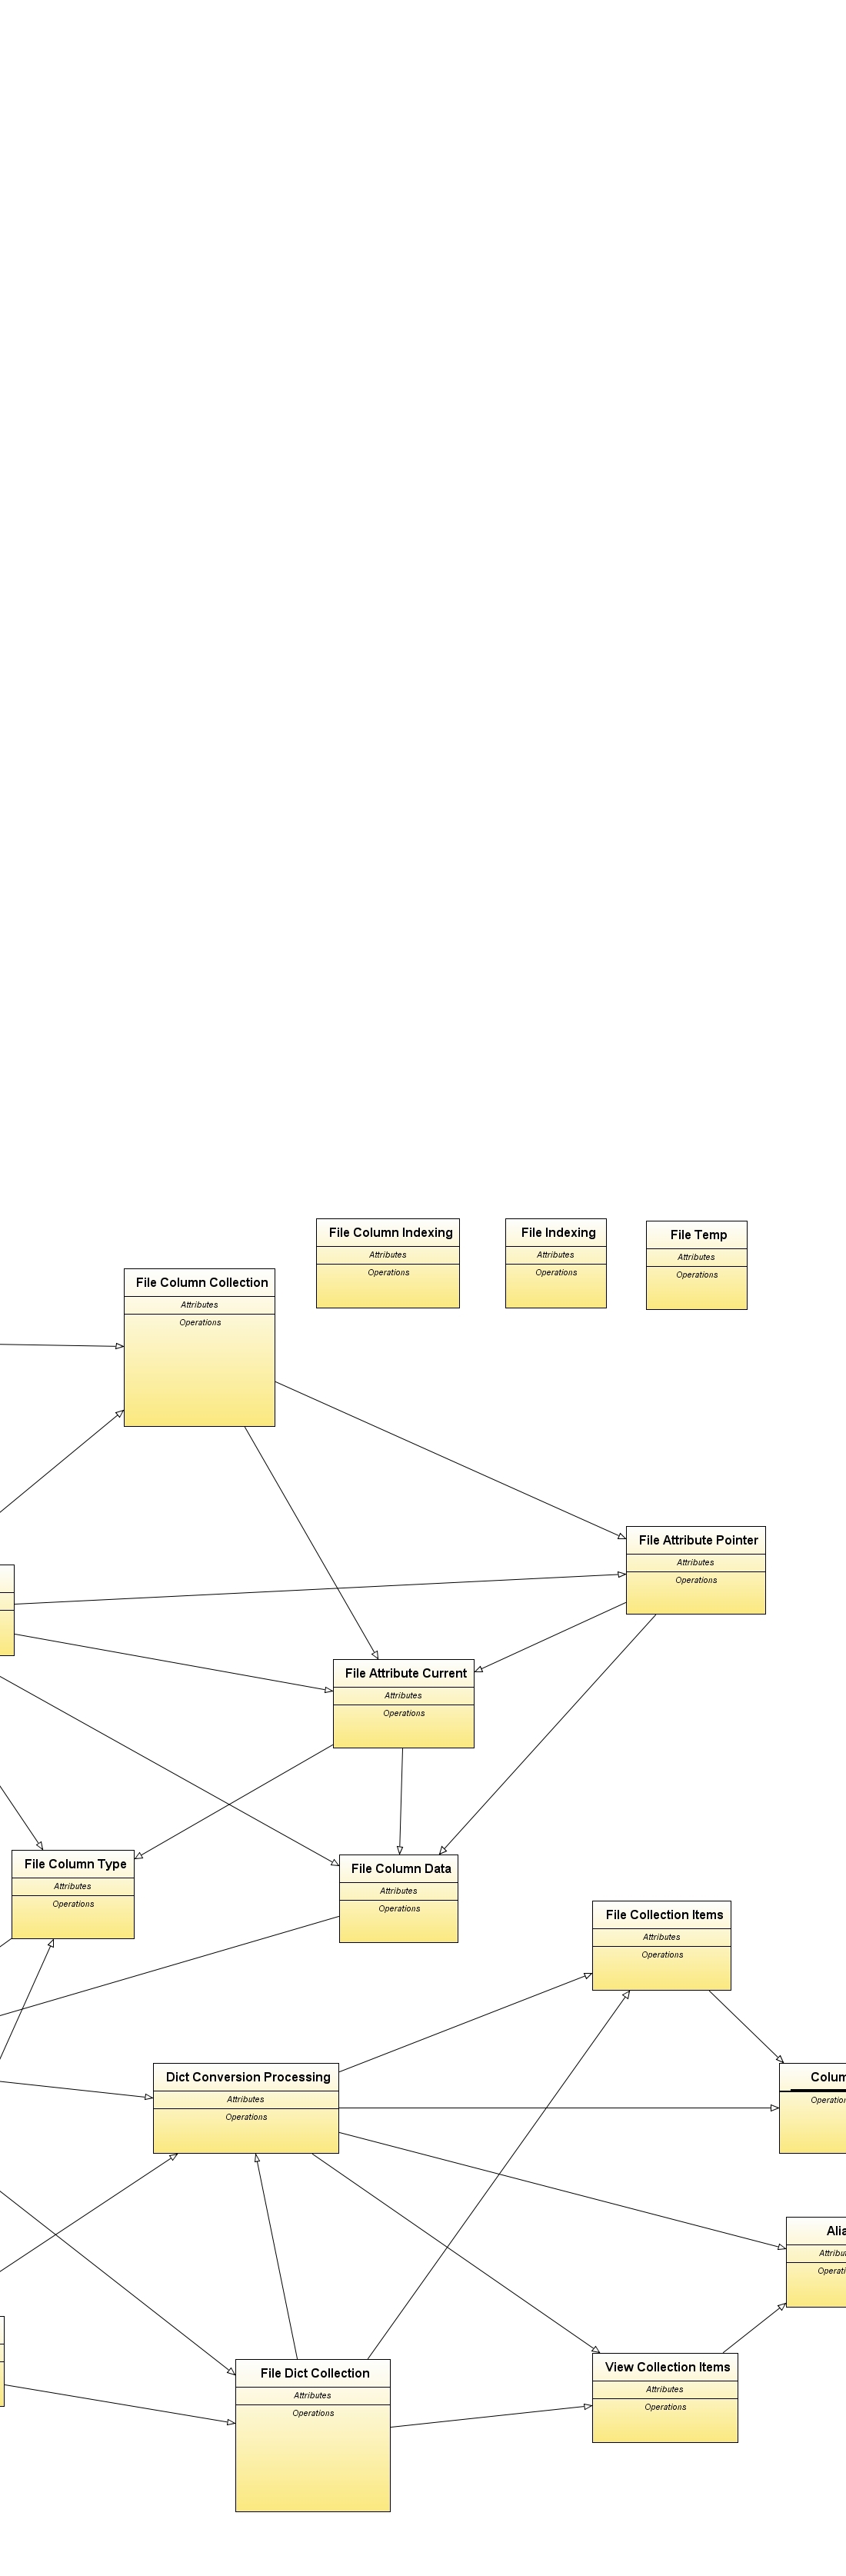 File Column Indexing
Attributes
Operations
File Indexing
Attributes
Operations
File Temp
Attributes
Operations
File Column Collection
Attributes
Operations
File Attribute Pointer
Attributes
Operations
File Attribute Current
Attributes
Operations
File Column Type
Attributes
Operations
File Column Data
Attributes
Operations
File Collection Items
Attributes
Operations
Dict Conversion Processing
Attributes
Operations
Colum
Operation
Alia
Attribut
Operati
File Dict Collection
Attributes
Operations
View Collection Items
Attributes
Operations